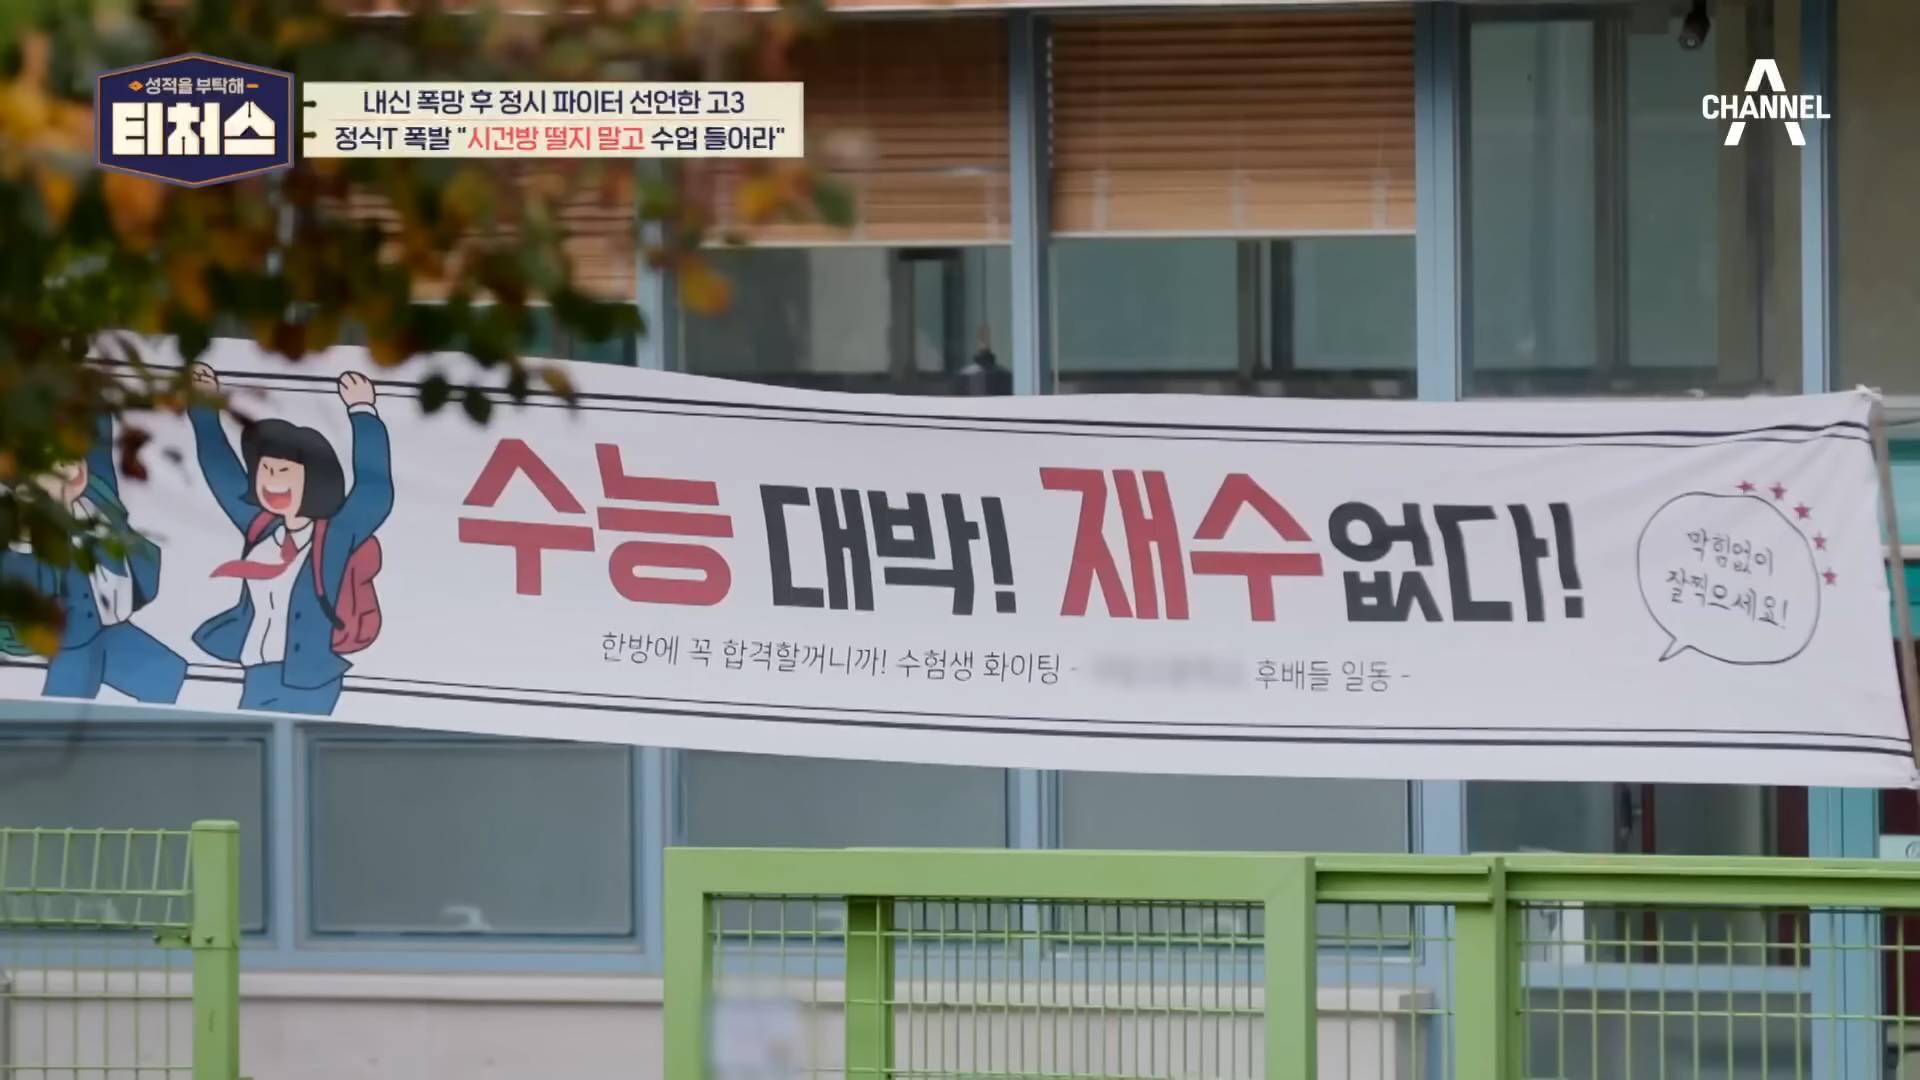 성적을 부탁해
티처스
내신 폭망 후 정시 파이터 선언한 고3
정식T 폭발 "시건방 떨지 말고 수업 들어라"
CHANNEL A
수능 대박! 재수 없다!
한방에 꼭 합격할꺼니까! 수험생 화이팅 - 후배들 일동 -
막힘없이
잘찍으세요!